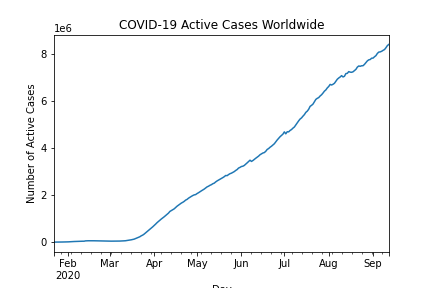 COVID-19 Active Cases Worldwide
1e6
8
6
4
2
0
Number of Active Cases
Feb Mar Apr May Jun Jul Aug Sep
2020